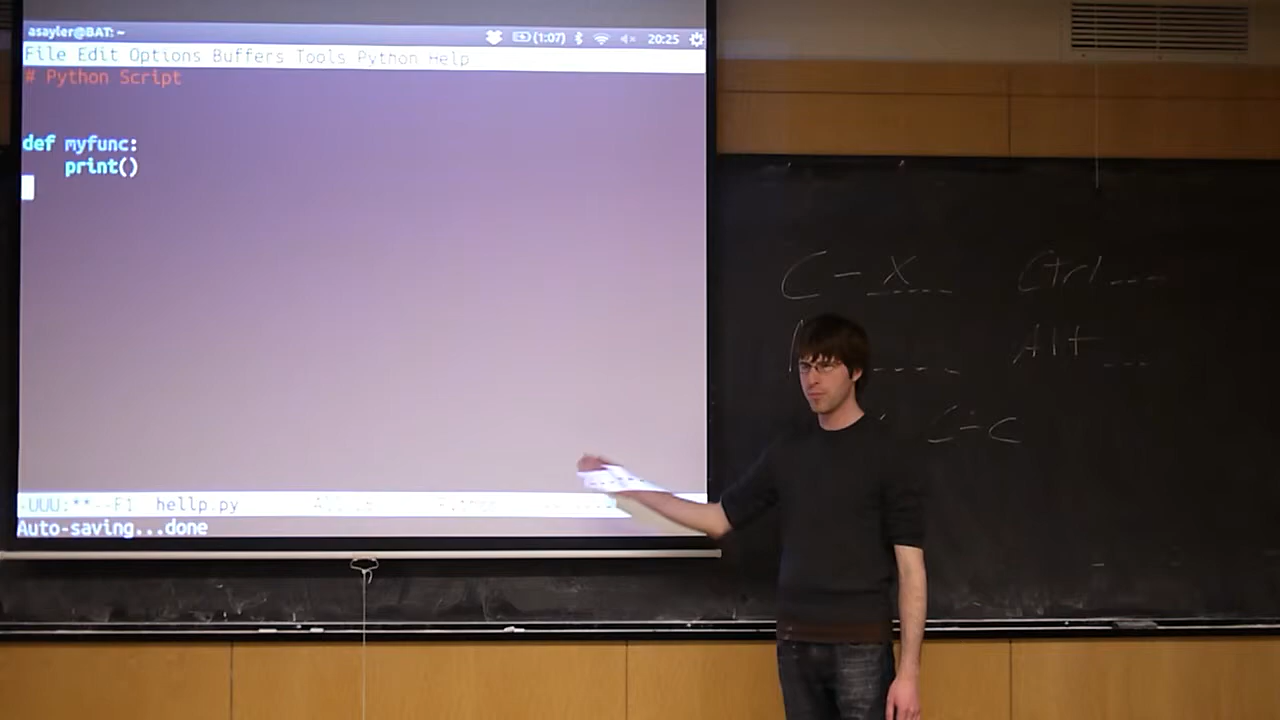 asayler@BAT: ~ (1:07) 20:25
File Edit Options Buffers Tools Python Help
# Python Script
def myfunc:
print()
-UUU:**--F1 hellp.py
Auto-saving...done
C - X Ctrl
Alt
C-c